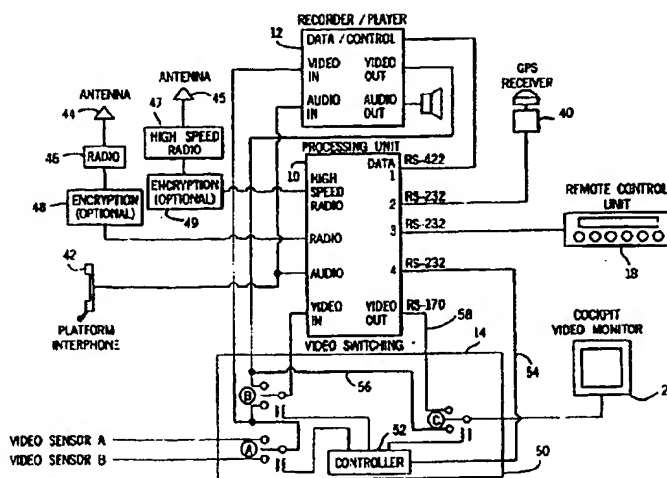 RECORDER / PLAYER
12
DATA / CONTROL
VIDEO IN
VIDEO OUT
AUDIO IN
AUDIO OUT
GPS RECEIVER
40
ANTENNA
44
ANTENNA
45
47
HIGH SPEED RADIO
46
RADIO
ENCRYPTION (OPTIONAL)
48
ENCRYPTION (OPTIONAL)
49
PROCESSING UNIT
10
HIGH SPEED RADIO
RADIO
AUDIO
VIDEO IN
DATA
1
2
3
4
VIDEO OUT
RS-422
RS-232
RS-232
RS-232
RS-170
REMOTE CONTROL UNIT
18
42
PLATFORM INTERPHONE
VIDEO SWITCHING
58
14
54
COCKPIT VIDEO MONITOR
2
B
56
C
A
52
CONTROLLER
50
VIDEO SENSOR A
VIDEO SENSOR B